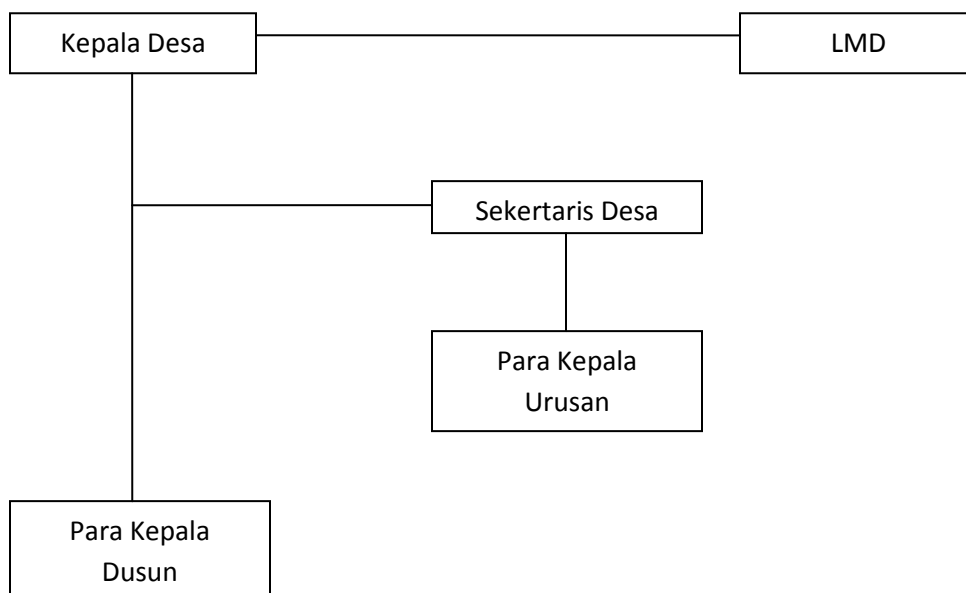 Kepala Desa
LMD
Sekertaris Desa
Para Kepala
Urusan
Para Kepala
Dusun